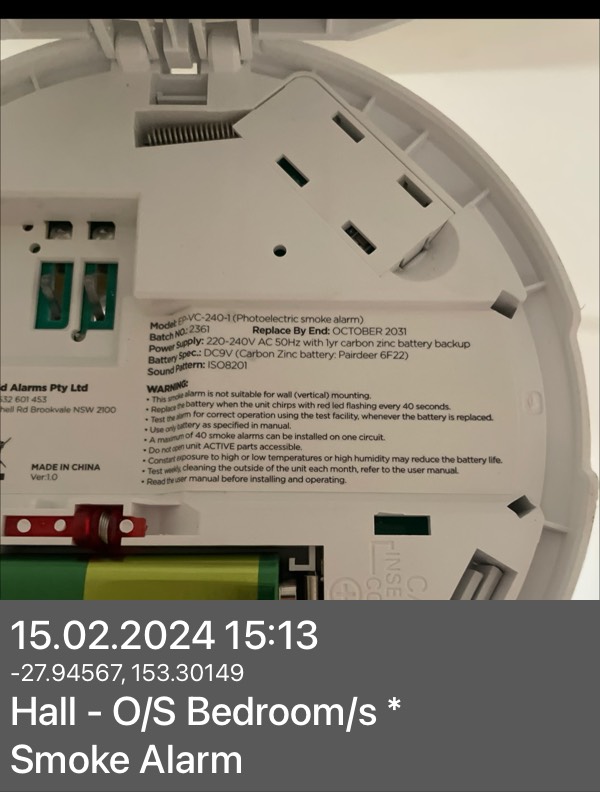 Model: EP-VC-240-1 (Photoelectric smoke alarm)
Batch NO.: 2361 Replace By End: OCTOBER 2031
Power Supply: 220-240V AC 50Hz with 1yr carbon zinc battery backup
Battery Spec.: DC9V (Carbon Zinc battery: Pairdeer 6F22)
Sound Pattern: ISO8201
d Alarms Pty Ltd
532 601 453
hell Rd Brookvale NSW 2100
MADE IN CHINA
Ver:1.0
WARNING:
• This smoke alarm is not suitable for wall (vertical) mounting.
• Replace the battery when the unit chirps with red led flashing every 40 seconds.
• Test the alarm for correct operation using the test facility, whenever the battery is replaced.
• Use only battery as specified in manual.
• A maximum of 40 smoke alarms can be installed on one circuit.
• Do not open unit ACTIVE parts accessible.
• Constant exposure to high or low temperatures or high humidity may reduce the battery life.
• Test weekly, cleaning the outside of the unit each month, refer to the user manual.
• Read the user manual before installing and operating.
15.02.2024 15:13
-27.94567, 153.30149
Hall - O/S Bedroom/s *
Smoke Alarm